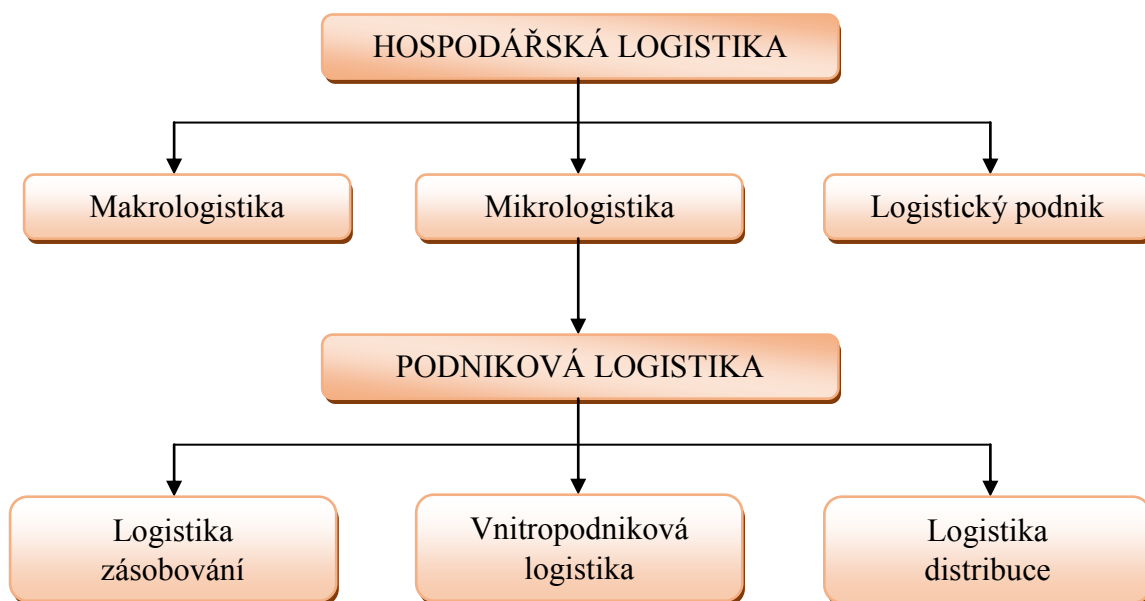 HOSPODÁŘSKÁ LOGISTIKA
Makrologistika
Mikrologistika
Logistický podnik
PODNIKOVÁ LOGISTIKA
Logistika
zásobování
Vnitropodniková
logistika
Logistika
distribuce